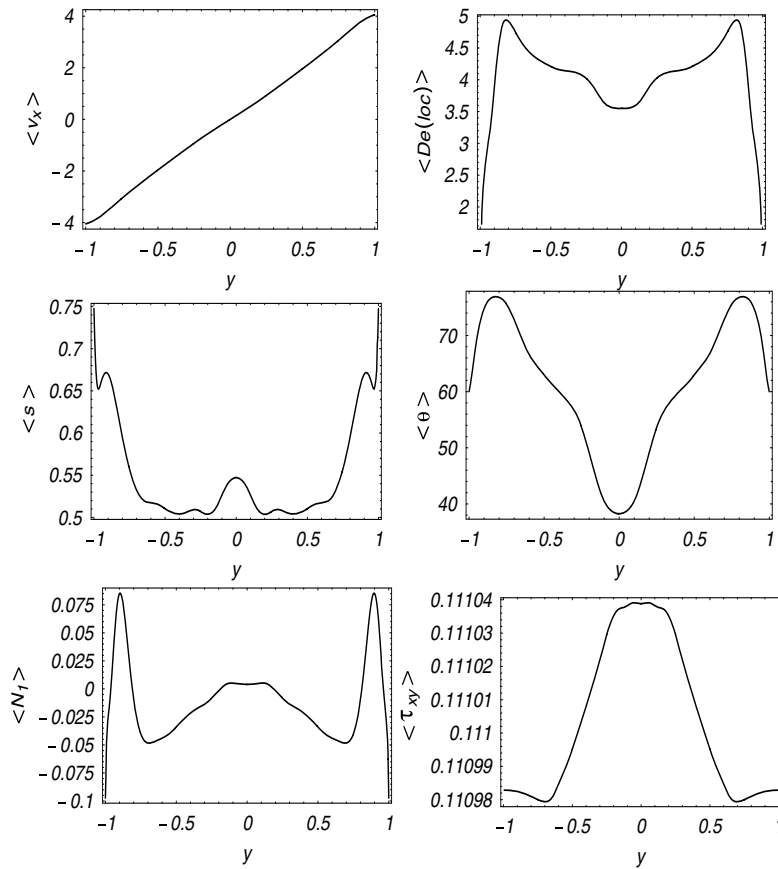 4
2
0
−2
−4
<v_x>
−1 −0.5 0 0.5 1
y
5
4.5
4
3.5
3
2.5
2
<De(loc)>
−1 −0.5 0 0.5 1
y
0.75
0.7
0.65
0.6
0.55
0.5
<s>
−1 −0.5 0 0.5 1
y
70
60
50
40
<θ>
−1 −0.5 0 0.5 1
y
0.075
0.05
0.025
0
−0.025
−0.05
−0.075
−0.1
<N_1>
−1 −0.5 0 0.5 1
y
0.11104
0.11103
0.11102
0.11101
0.111
0.11099
0.11098
<τ_xy>
−1 −0.5 0 0.5 1
y